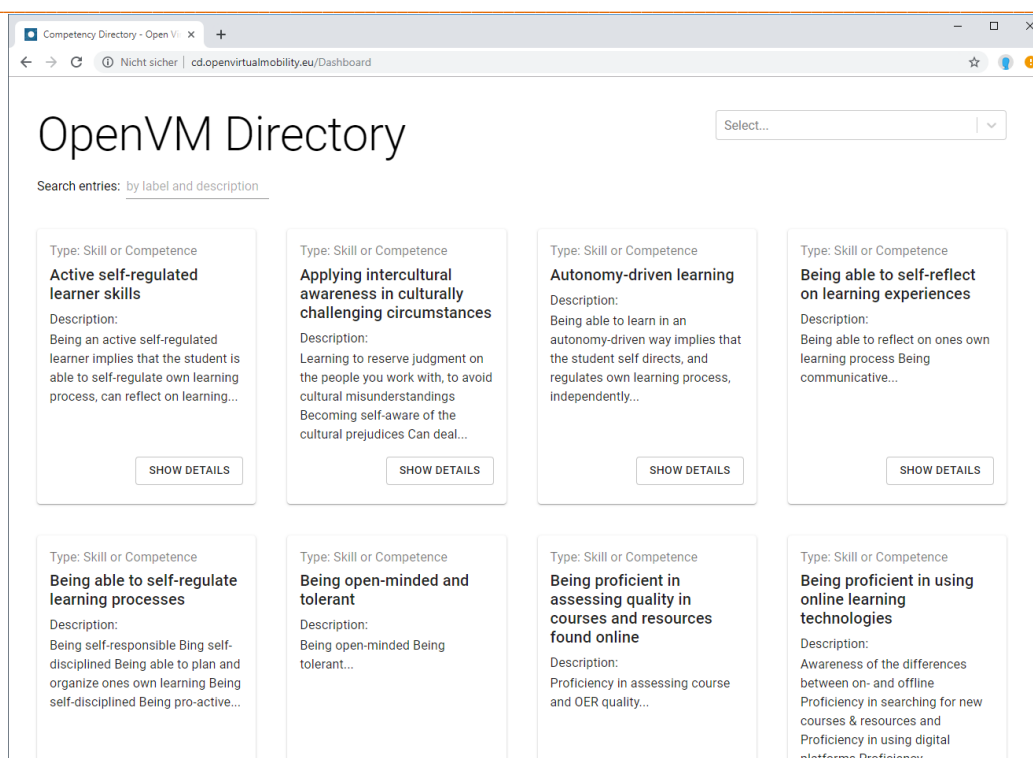 Competency Directory - Open Vi
Nicht sicher | cd.openvirtualmobility.eu/Dashboard
OpenVM Directory
Select...
Search entries: by label and description
Type: Skill or Competence
Active self-regulated
learner skills
Description:
Being an active self-regulated
learner implies that the student is
able to self-regulate own learning
process, can reflect on learning...
SHOW DETAILS
Type: Skill or Competence
Applying intercultural
awareness in culturally
challenging circumstances
Description:
Learning to reserve judgment on
the people you work with, to avoid
cultural misunderstandings
Becoming self-aware of the
cultural prejudices Can deal...
SHOW DETAILS
Type: Skill or Competence
Autonomy-driven learning
Description:
Being able to learn in an
autonomy-driven way implies that
the student self directs, and
regulates own learning process,
independently...
SHOW DETAILS
Type: Skill or Competence
Being able to self-reflect
on learning experiences
Description:
Being able to reflect on ones own
learning process Being
communicative...
SHOW DETAILS
Type: Skill or Competence
Being able to self-regulate
learning processes
Description:
Being self-responsible Bing self-
disciplined Being able to plan and
organize ones own learning Being
self-disciplined Being pro-active...
Type: Skill or Competence
Being open-minded and
tolerant
Description:
Being open-minded Being
tolerant...
Type: Skill or Competence
Being proficient in
assessing quality in
courses and resources
found online
Description:
Proficiency in assessing course
and OER quality...
Type: Skill or Competence
Being proficient in using
online learning
technologies
Description:
Awareness of the differences
between on- and offline
Proficiency in searching for new
courses & resources and
Proficiency in using digital
platforms Proficiency